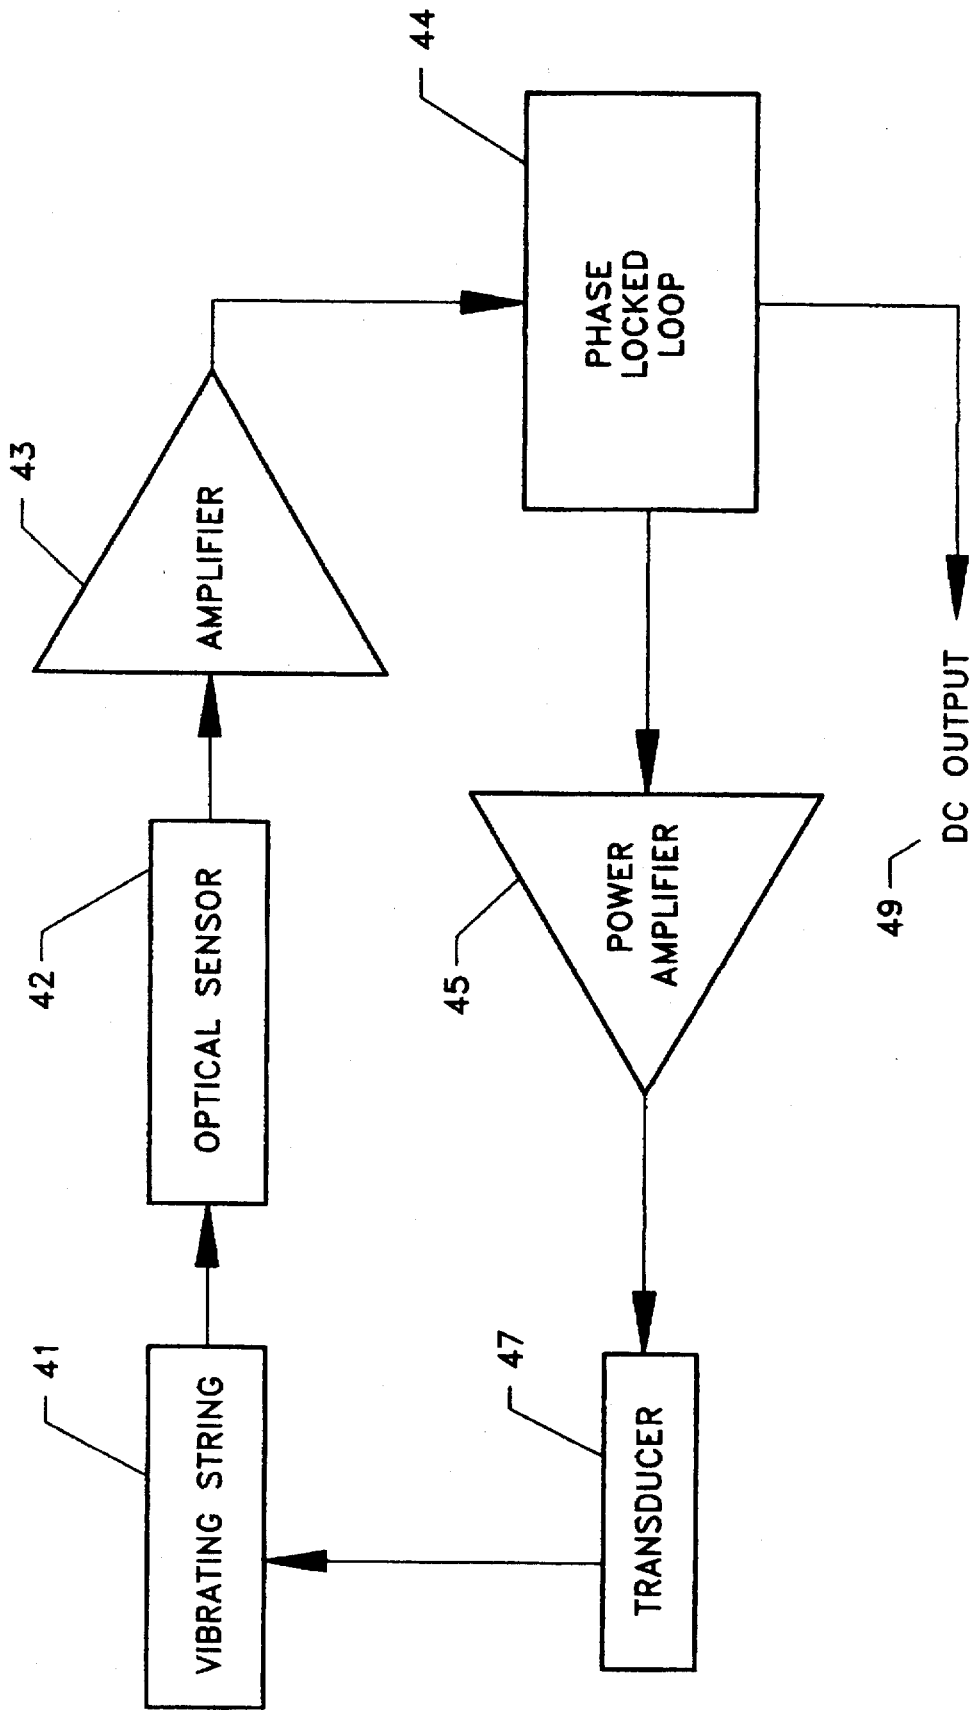 41
VIBRATING STRING
42
OPTICAL SENSOR
43
AMPLIFIER
44
PHASE
LOCKED
LOOP
45
POWER
AMPLIFIER
47
TRANSDUCER
49
DC OUTPUT